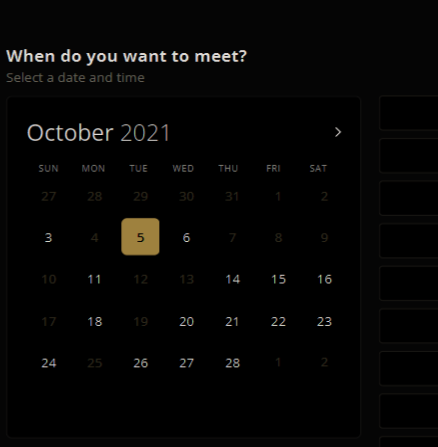 When do you want to meet?
Select a date and time
October 2021
SUN MON TUE WED THU FRI SAT
27 28 29 30 31 1 2
3 4 5 6 7 8 9
10 11 12 13 14 15 16
17 18 19 20 21 22 23
24 25 26 27 28 1 2